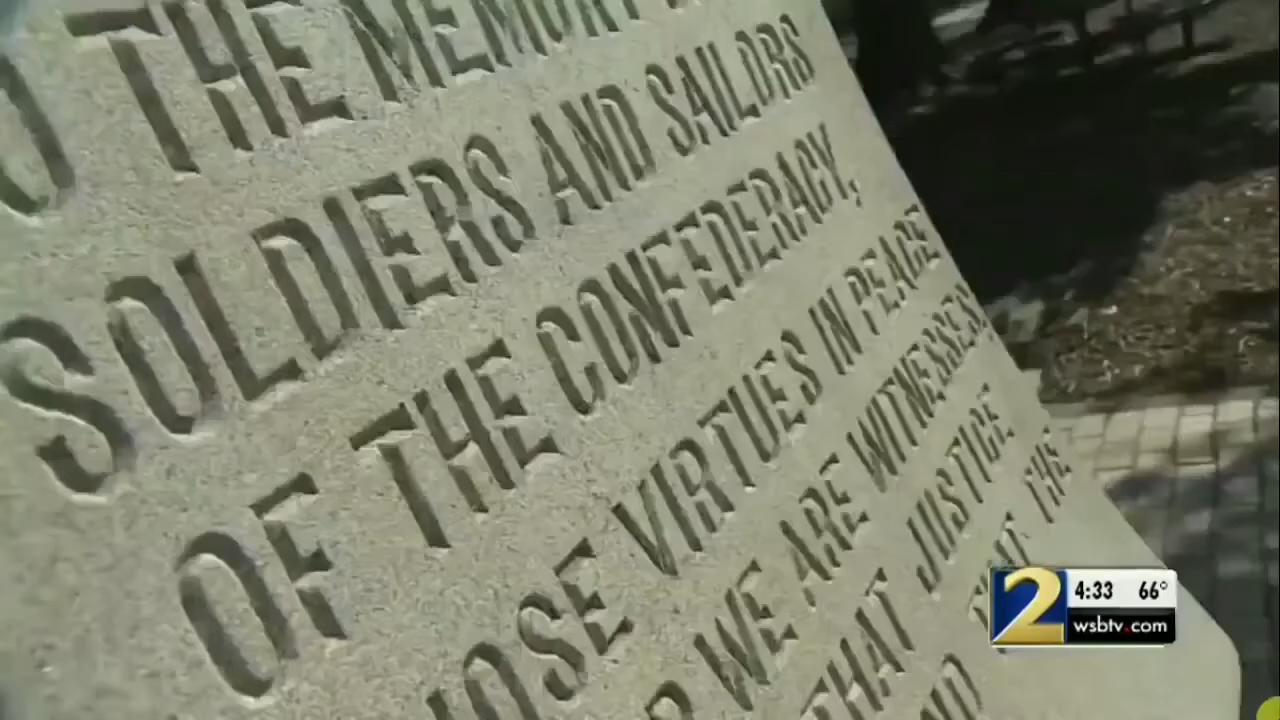 O THE MEMORY
SOLDIERS AND SAILORS
OF THE CONFEDERACY,
OSE VIRTUES IN PEACE
WE ARE WITNESSES,
THAT JUSTICE
THE
2 4:33 66°
wsbtv.com